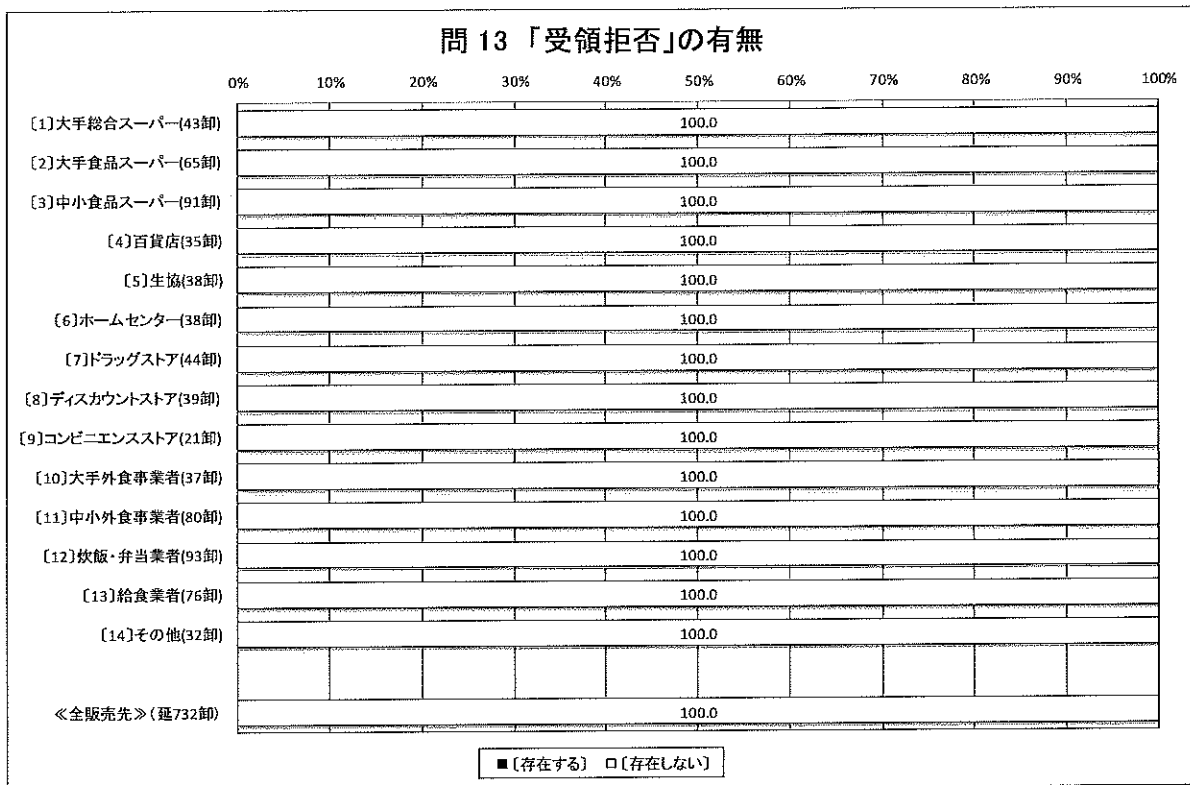 問 13 「受領拒否」の有無
0% 10% 20% 30% 40% 50% 60% 70% 80% 90% 100%
〔1〕大手総合スーパー(43卸) 100.0
〔2〕大手食品スーパー(65卸) 100.0
〔3〕中小食品スーパー(91卸) 100.0
〔4〕百貨店(35卸) 100.0
〔5〕生協(38卸) 100.0
〔6〕ホームセンター(38卸) 100.0
〔7〕ドラッグストア(44卸) 100.0
〔8〕ディスカウントストア(39卸) 100.0
〔9〕コンビニエンスストア(21卸) 100.0
〔10〕大手外食事業者(37卸) 100.0
〔11〕中小外食事業者(80卸) 100.0
〔12〕炊飯・弁当業者(93卸) 100.0
〔13〕給食業者(76卸) 100.0
〔14〕その他(32卸) 100.0
≪全販売先≫(延732卸) 100.0
■〔存在する〕 □〔存在しない〕